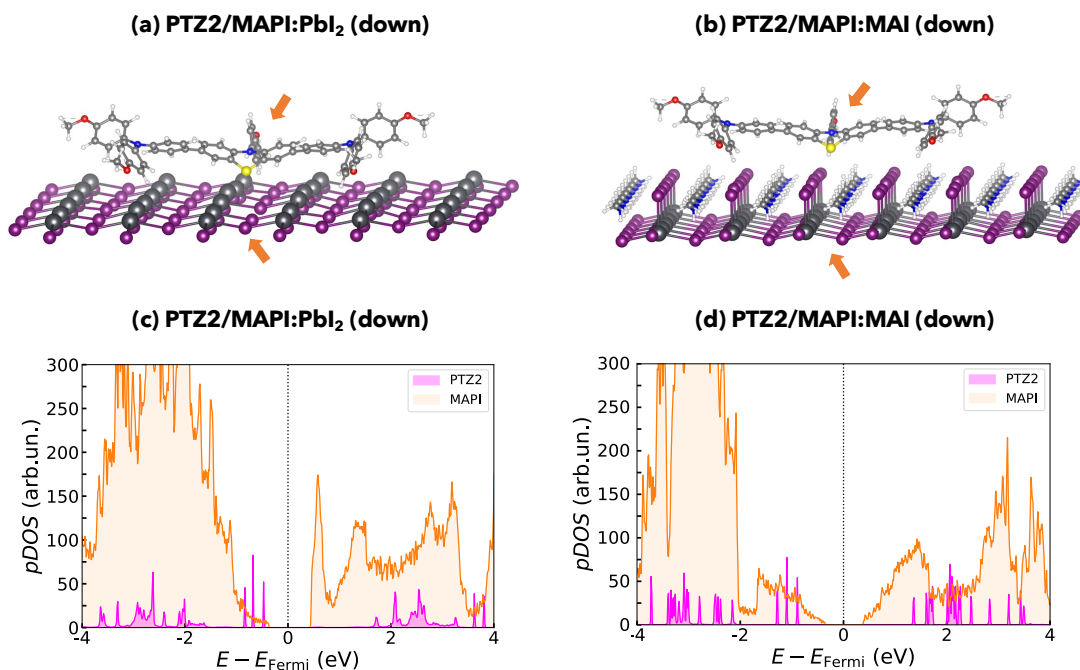 (a) PTZ2/MAPI:PbI₂ (down)
(b) PTZ2/MAPI:MAI (down)
(c) PTZ2/MAPI:PbI₂ (down)
(d) PTZ2/MAPI:MAI (down)
pDOS (arb.un.)
300
250
200
150
100
50
0
PTZ2
MAPI
-4 -2 0 2 4
E − E_Fermi (eV)
pDOS (arb.un.)
300
250
200
150
100
50
0
PTZ2
MAPI
-4 -2 0 2 4
E − E_Fermi (eV)